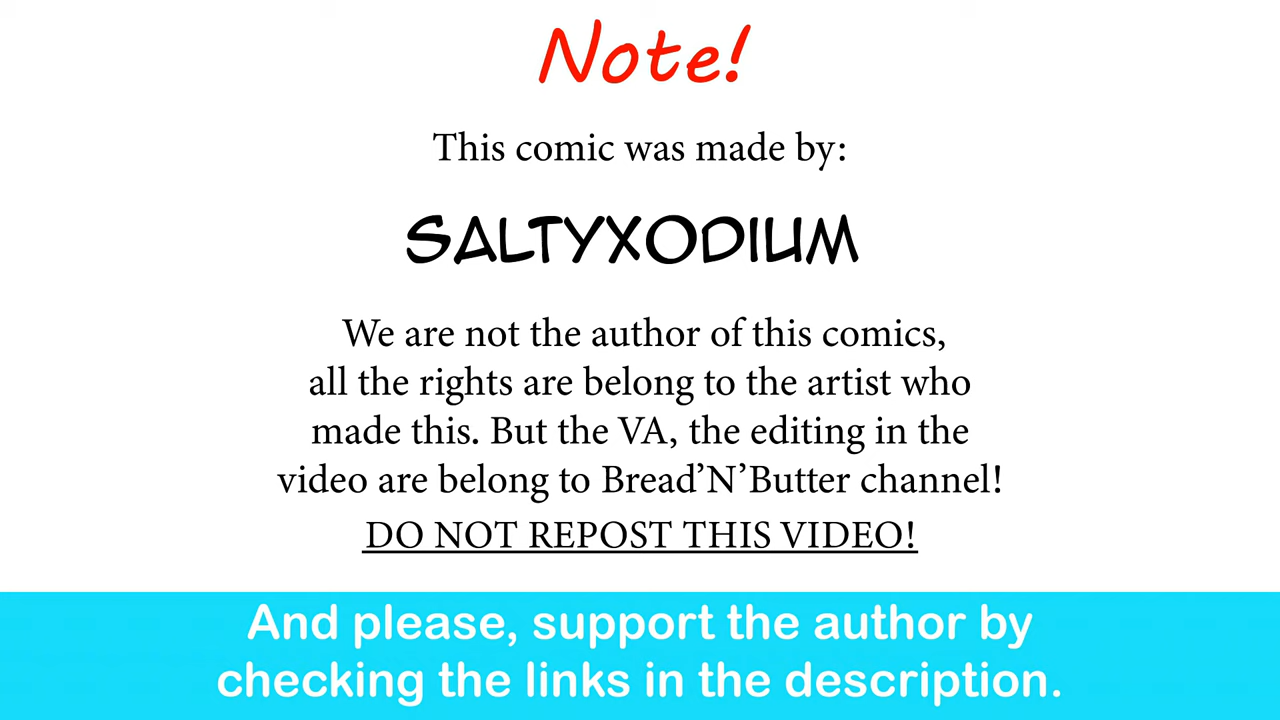 Note!
This comic was made by:
SALTYXODIUM
We are not the author of this comics,
all the rights are belong to the artist who
made this. But the VA, the editing in the
video are belong to Bread’N’Butter channel!
DO NOT REPOST THIS VIDEO!
And please, support the author by
checking the links in the description.